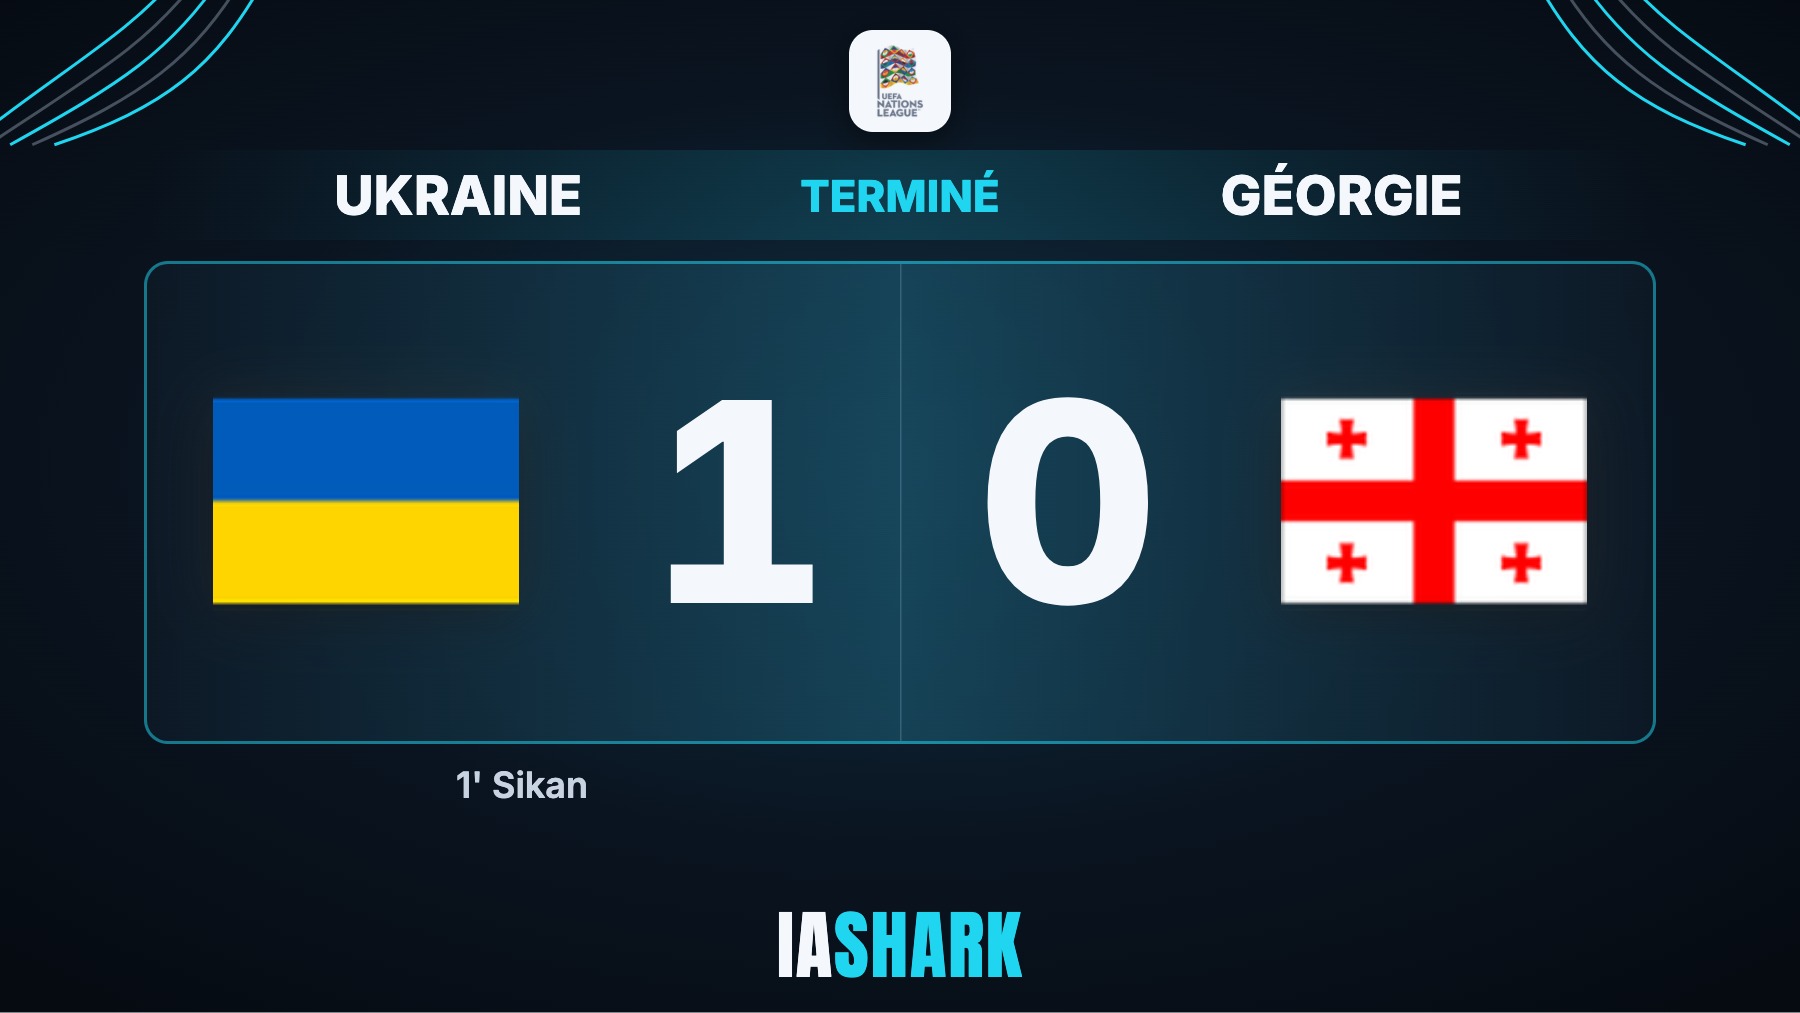 UEFA
NATIONS
LEAGUE
UKRAINE TERMINÉ GÉORGIE
1 0
1' Sikan
IASHARK